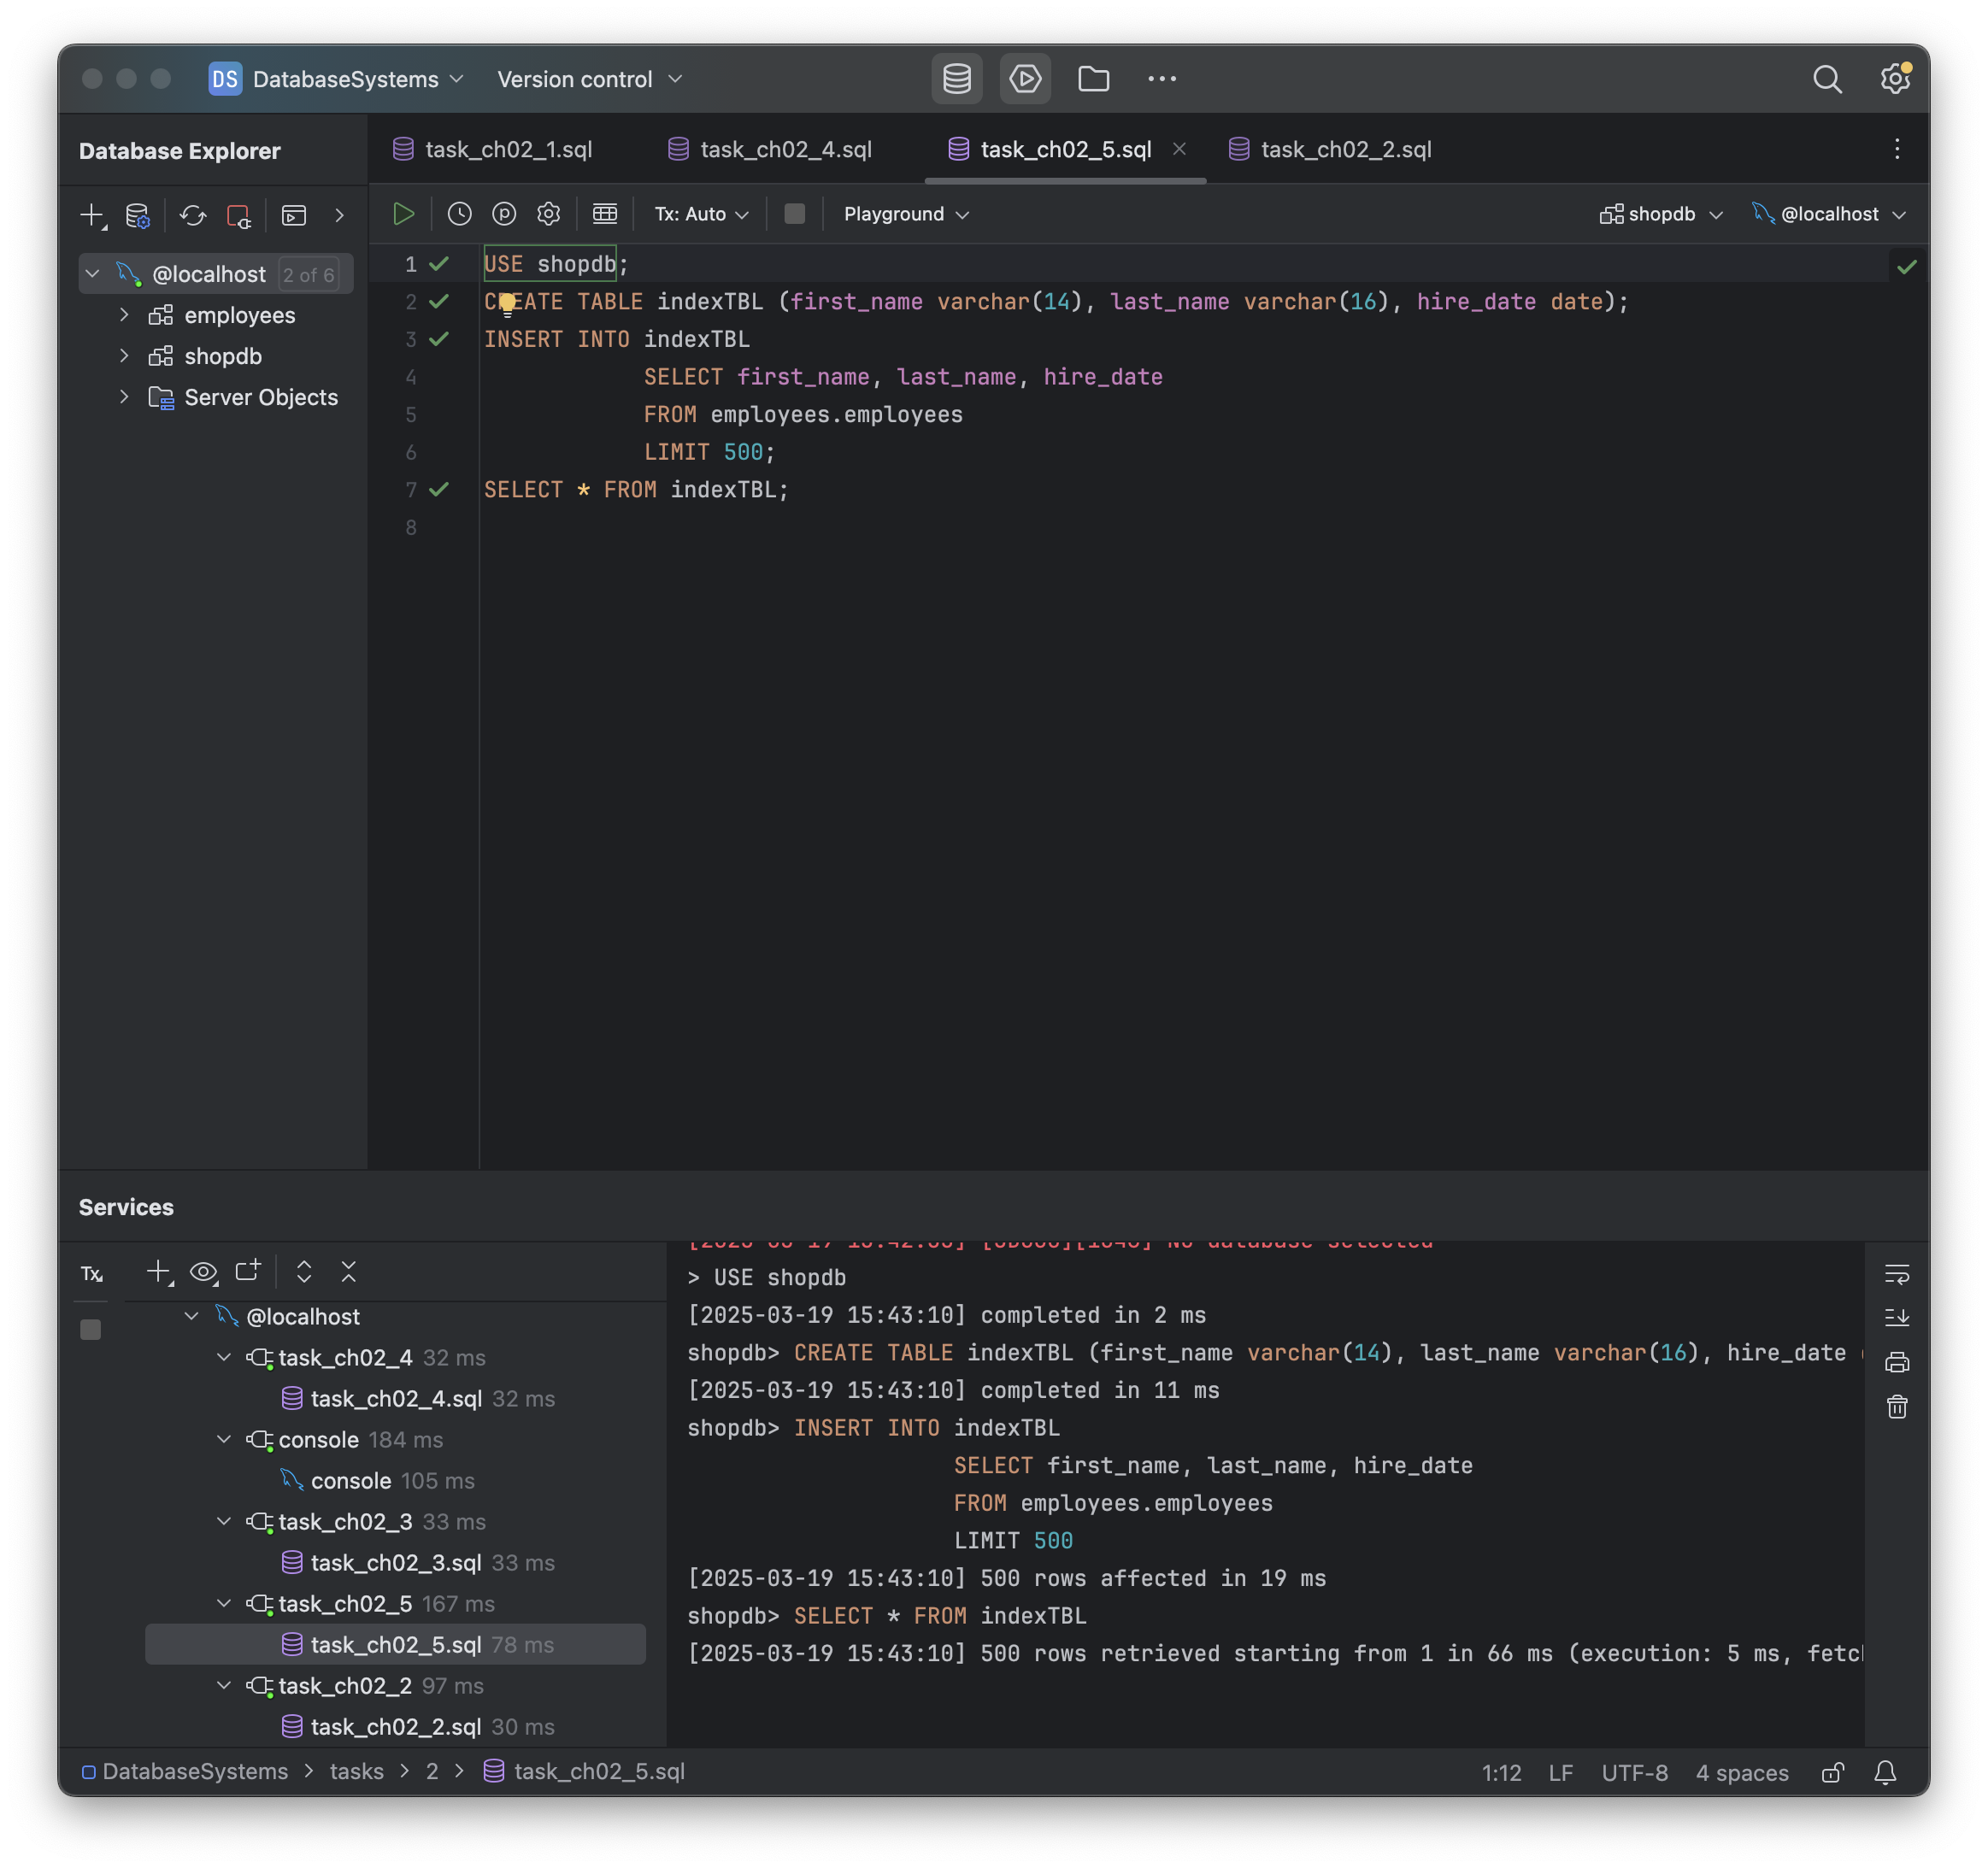 DS DatabaseSystems Version control
Database Explorer
task_ch02_1.sql task_ch02_4.sql task_ch02_5.sql task_ch02_2.sql
Tx: Auto Playground shopdb @localhost
@localhost 2 of 6
employees
shopdb
Server Objects
1 USE shopdb;
2 CREATE TABLE indexTBL (first_name varchar(14), last_name varchar(16), hire_date date);
3 INSERT INTO indexTBL
4 SELECT first_name, last_name, hire_date
5 FROM employees.employees
6 LIMIT 500;
7 SELECT * FROM indexTBL;
8
Services
Tx
@localhost
task_ch02_4 32 ms
task_ch02_4.sql 32 ms
console 184 ms
console 105 ms
task_ch02_3 33 ms
task_ch02_3.sql 33 ms
task_ch02_5 167 ms
task_ch02_5.sql 78 ms
task_ch02_2 97 ms
task_ch02_2.sql 30 ms
No database selected
> USE shopdb
[2025-03-19 15:43:10] completed in 2 ms
shopdb> CREATE TABLE indexTBL (first_name varchar(14), last_name varchar(16), hire_date
[2025-03-19 15:43:10] completed in 11 ms
shopdb> INSERT INTO indexTBL
SELECT first_name, last_name, hire_date
FROM employees.employees
LIMIT 500
[2025-03-19 15:43:10] 500 rows affected in 19 ms
shopdb> SELECT * FROM indexTBL
[2025-03-19 15:43:10] 500 rows retrieved starting from 1 in 66 ms (execution: 5 ms, fetc
DatabaseSystems > tasks > 2 > task_ch02_5.sql
1:12 LF UTF-8 4 spaces